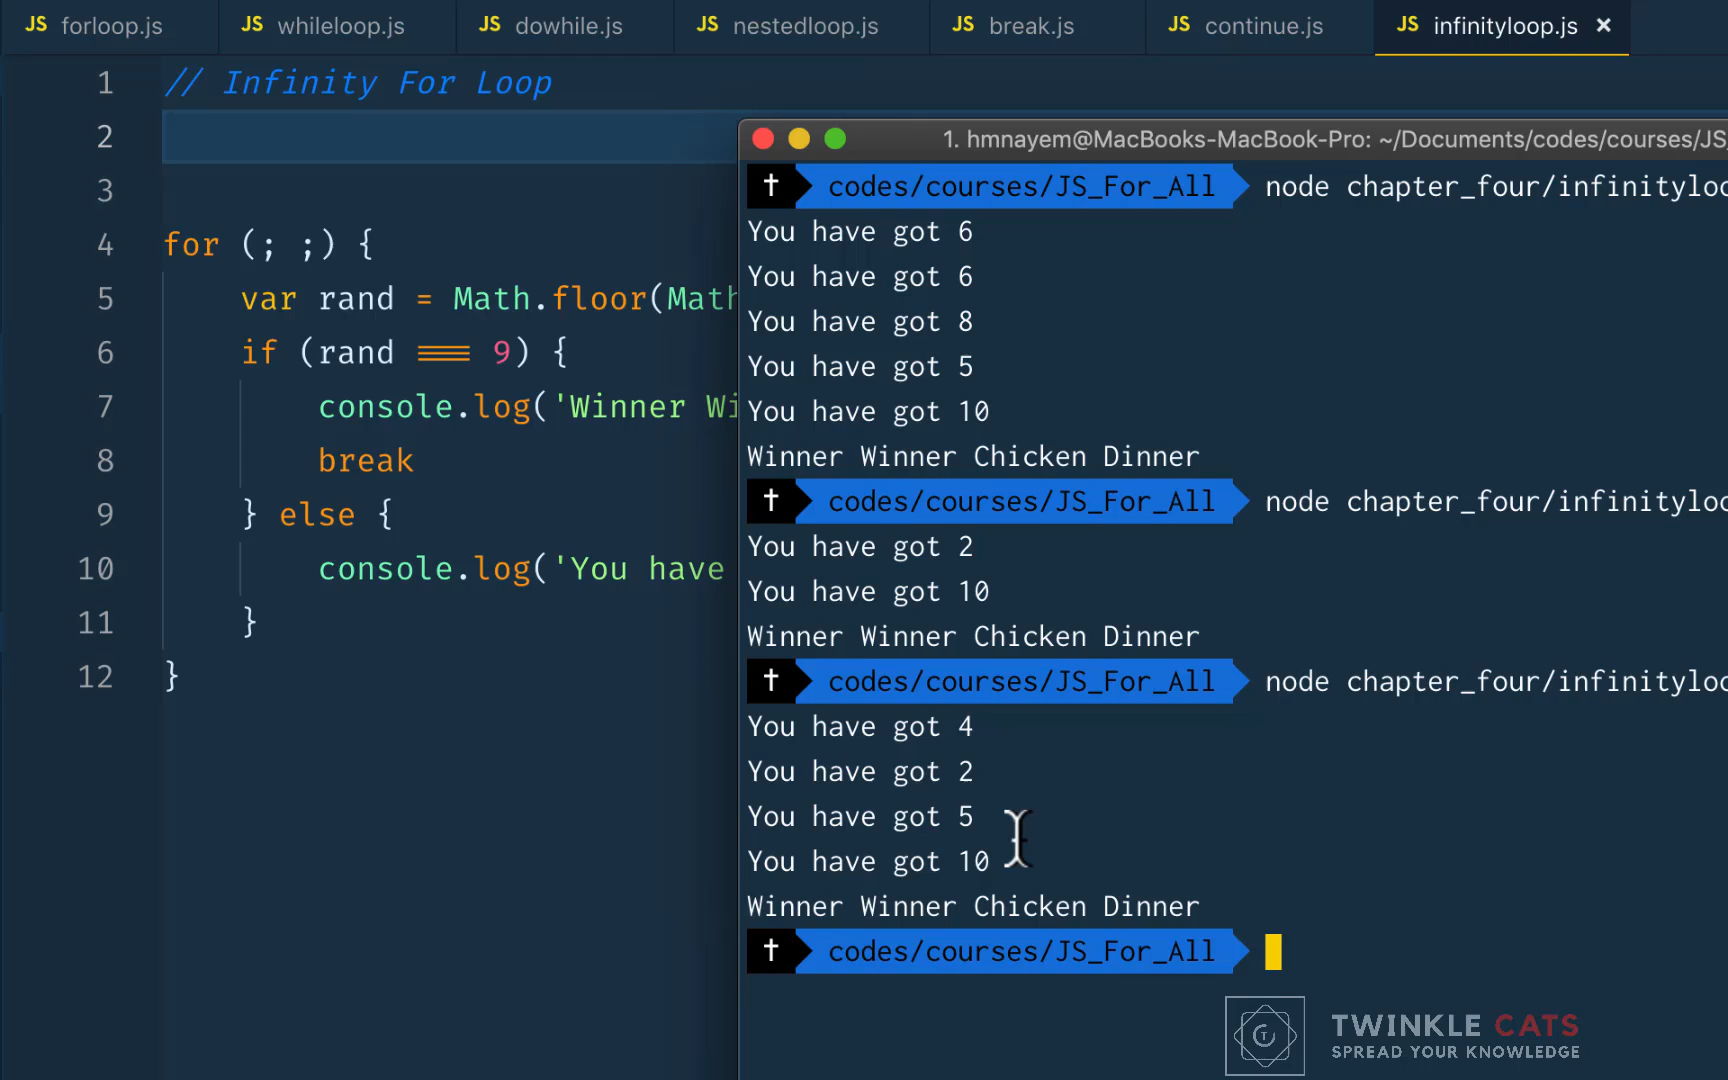 JS forloop.js JS whileloop.js JS dowhile.js JS nestedloop.js JS break.js JS continue.js JS infinityloop.js ×
1 // Infinity For Loop
2
3
4 for (; ;) {
5 var rand = Math.floor(Math
6 if (rand === 9) {
7 console.log('Winner Wi
8 break
9 } else {
10 console.log('You have
11 }
12 }
1. hmnayem@MacBooks-MacBook-Pro: ~/Documents/codes/courses/JS_
† codes/courses/JS_For_All node chapter_four/infinityloo
You have got 6
You have got 6
You have got 8
You have got 5
You have got 10
Winner Winner Chicken Dinner
† codes/courses/JS_For_All node chapter_four/infinityloo
You have got 2
You have got 10
Winner Winner Chicken Dinner
† codes/courses/JS_For_All node chapter_four/infinityloo
You have got 4
You have got 2
You have got 5
You have got 10
Winner Winner Chicken Dinner
† codes/courses/JS_For_All
TWINKLE CATS
SPREAD YOUR KNOWLEDGE